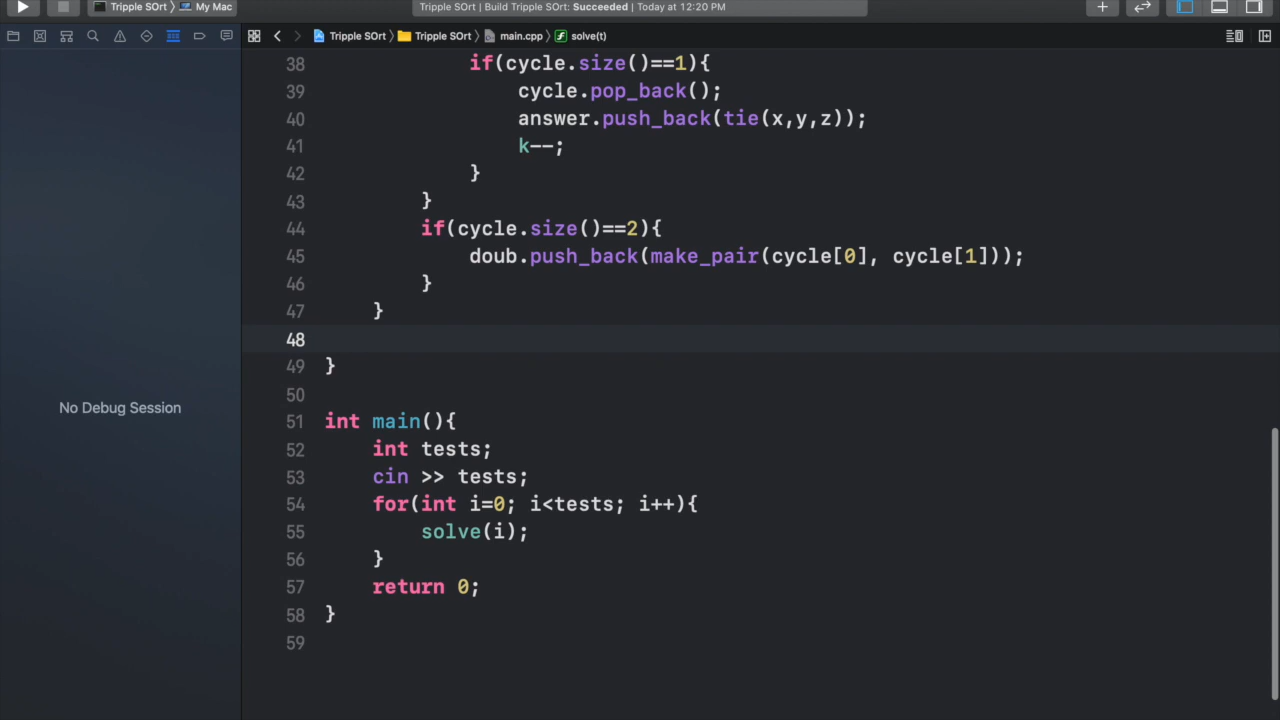 Tripple SOrt 〉 My Mac
Tripple SOrt | Build Tripple SOrt: Succeeded | Today at 12:20 PM
Tripple SOrt 〉 Tripple SOrt 〉 main.cpp 〉 f solve(t)
38 if(cycle.size()==1){
39 cycle.pop_back();
40 answer.push_back(tie(x,y,z));
41 k--;
42 }
43 }
44 if(cycle.size()==2){
45 doub.push_back(make_pair(cycle[0], cycle[1]));
46 }
47 }
48
49 }
50
51 int main(){
52 int tests;
53 cin >> tests;
54 for(int i=0; i<tests; i++){
55 solve(i);
56 }
57 return 0;
58 }
59
No Debug Session